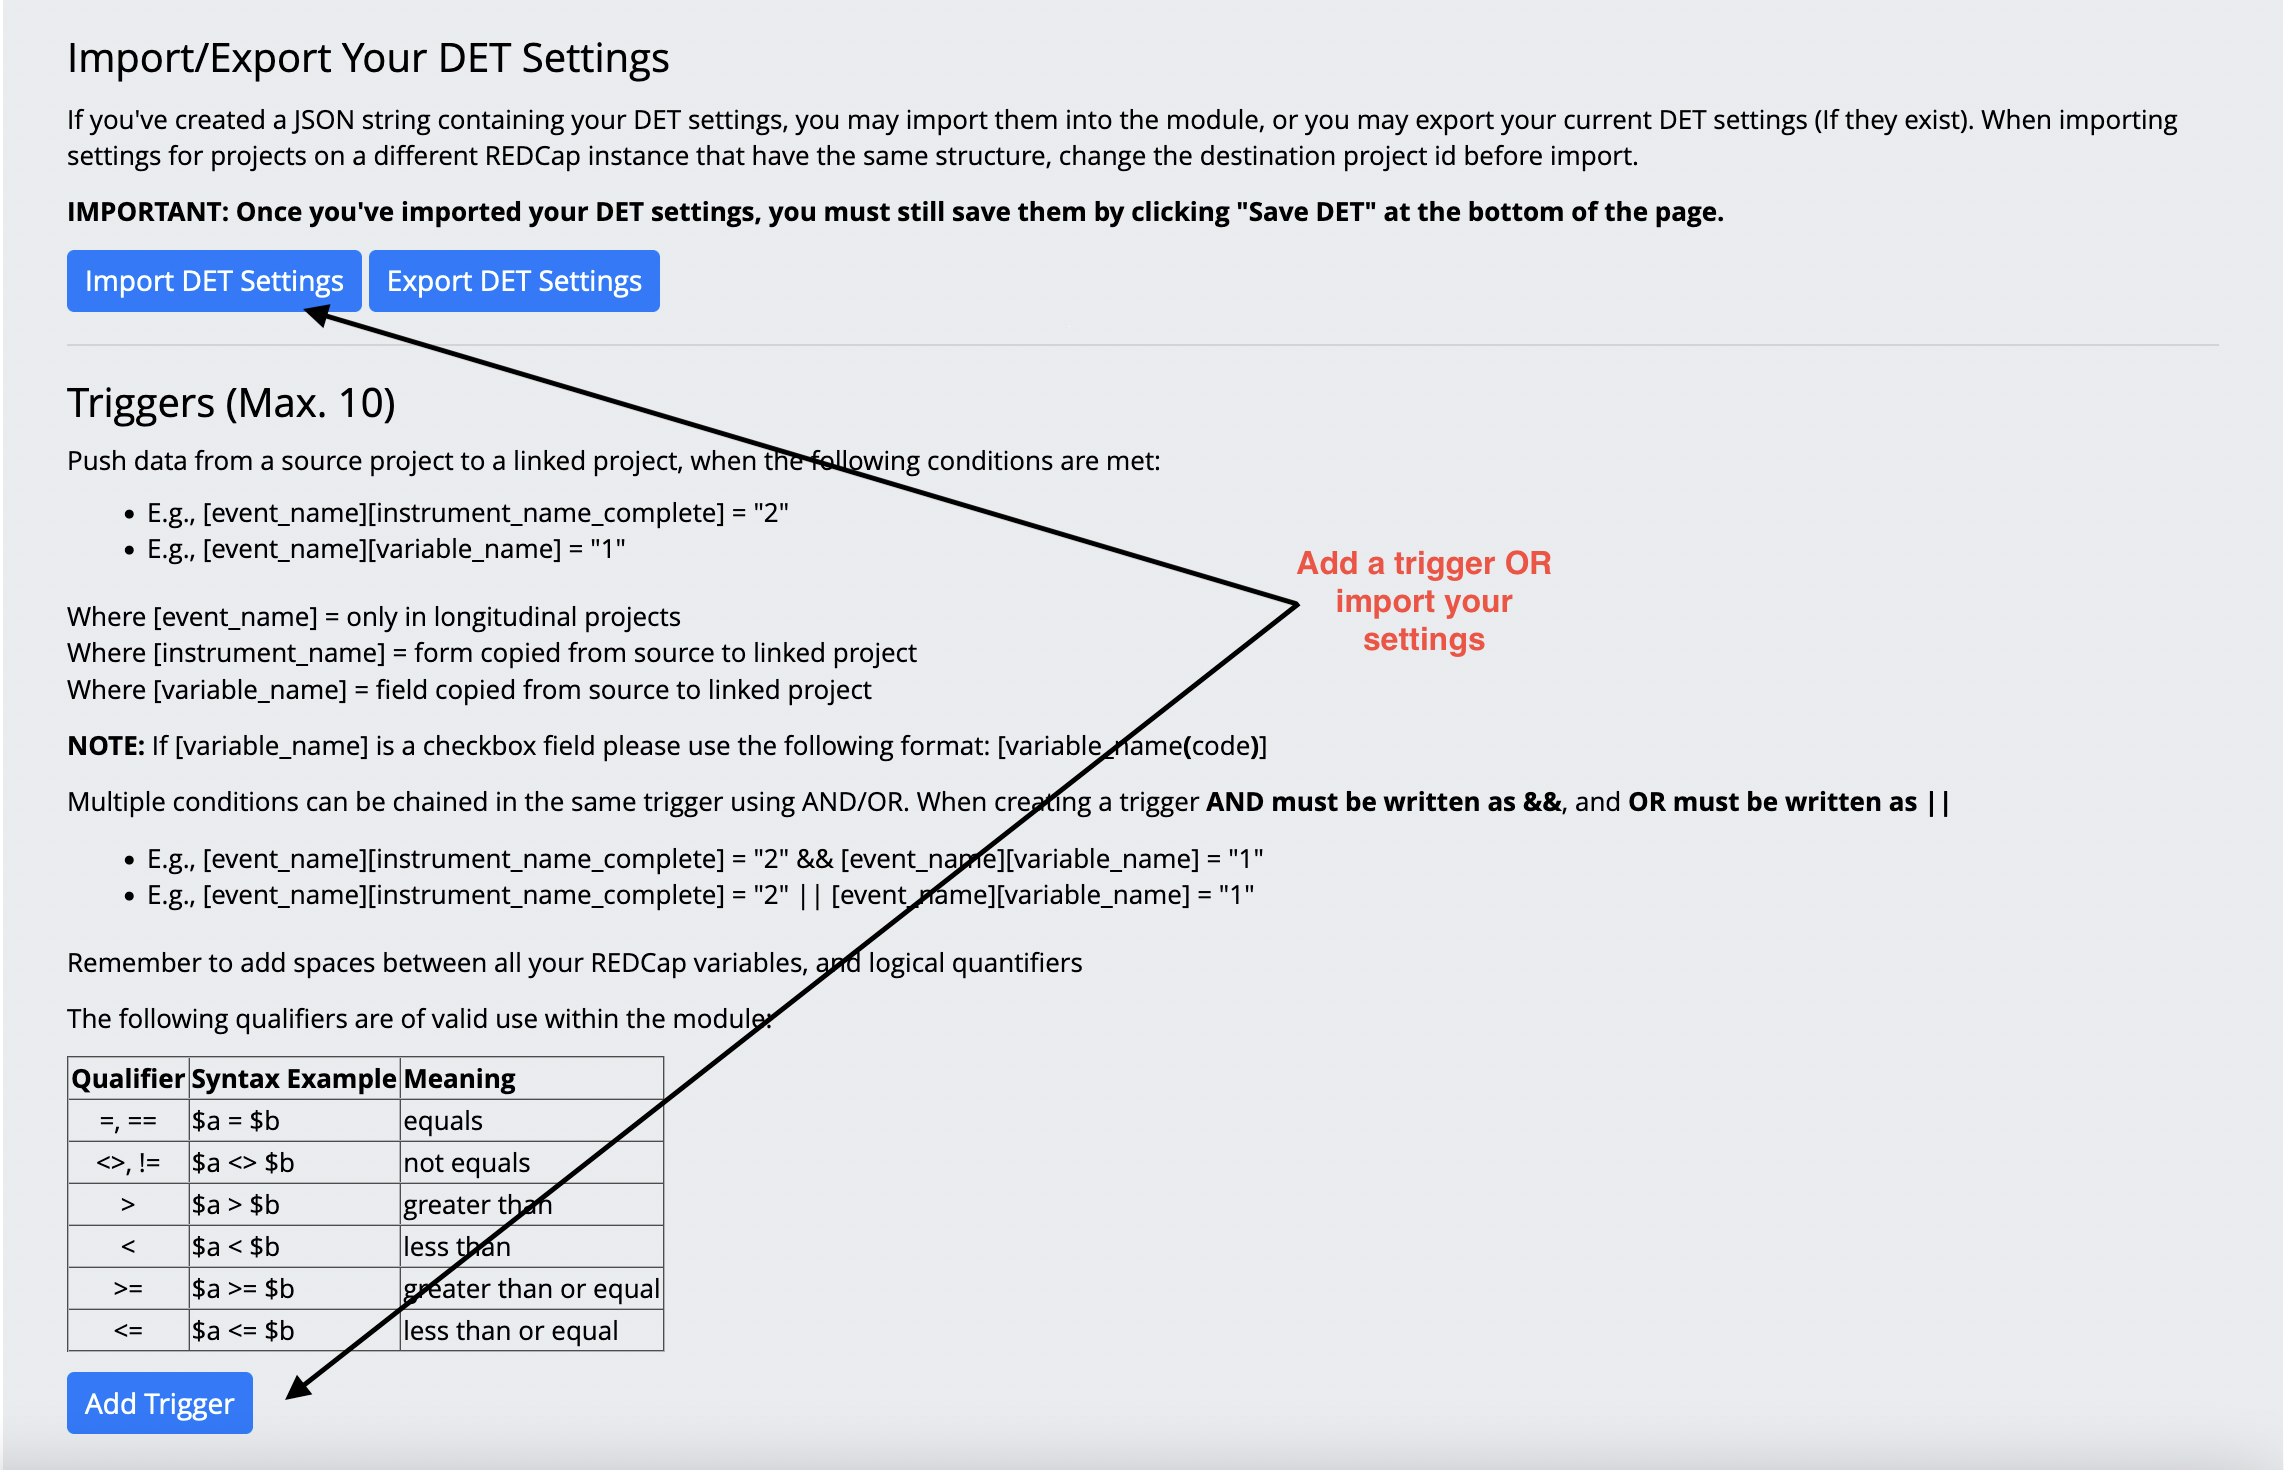 Import/Export Your DET Settings
If you've created a JSON string containing your DET settings, you may import them into the module, or you may export your current DET settings (If they exist). When importing
settings for projects on a different REDCap instance that have the same structure, change the destination project id before import.
IMPORTANT: Once you've imported your DET settings, you must still save them by clicking "Save DET" at the bottom of the page.
Import DET Settings Export DET Settings
Triggers (Max. 10)
Push data from a source project to a linked project, when the following conditions are met:
• E.g., [event_name][instrument_name_complete] = "2"
• E.g., [event_name][variable_name] = "1"
Add a trigger OR
import your
settings
Where [event_name] = only in longitudinal projects
Where [instrument_name] = form copied from source to linked project
Where [variable_name] = field copied from source to linked project
NOTE: If [variable_name] is a checkbox field please use the following format: [variable_name(code)]
Multiple conditions can be chained in the same trigger using AND/OR. When creating a trigger AND must be written as &&, and OR must be written as ||
• E.g., [event_name][instrument_name_complete] = "2" && [event_name][variable_name] = "1"
• E.g., [event_name][instrument_name_complete] = "2" || [event_name][variable_name] = "1"
Remember to add spaces between all your REDCap variables, and logical quantifiers
The following qualifiers are of valid use within the module:
Qualifier Syntax Example Meaning
=, == $a = $b equals
<>, != $a <> $b not equals
> $a > $b greater than
< $a < $b less than
>= $a >= $b greater than or equal
<= $a <= $b less than or equal
Add Trigger